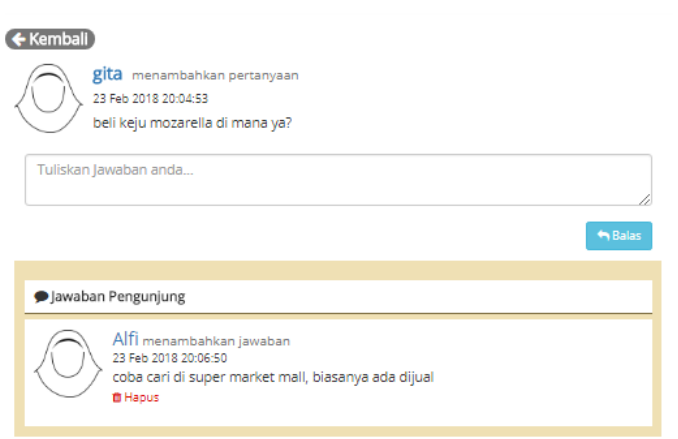 Kembali
gita menambahkan pertanyaan
23 Feb 2018 20:04:53
beli keju mozarella di mana ya?
Tuliskan Jawaban anda...
Balas
Jawaban Pengunjung
Alfi menambahkan jawaban
23 Feb 2018 20:06:50
coba cari di super market mall, biasanya ada dijual
Hapus